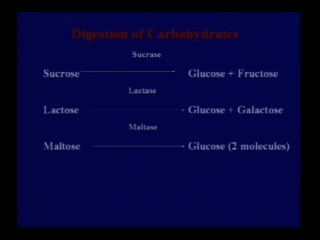 Digestion of Carbohydrates
Sucrase
Sucrose Glucose + Fructose
Lactase
Lactose Glucose + Galactose
Maltase
Maltose Glucose (2 molecules)